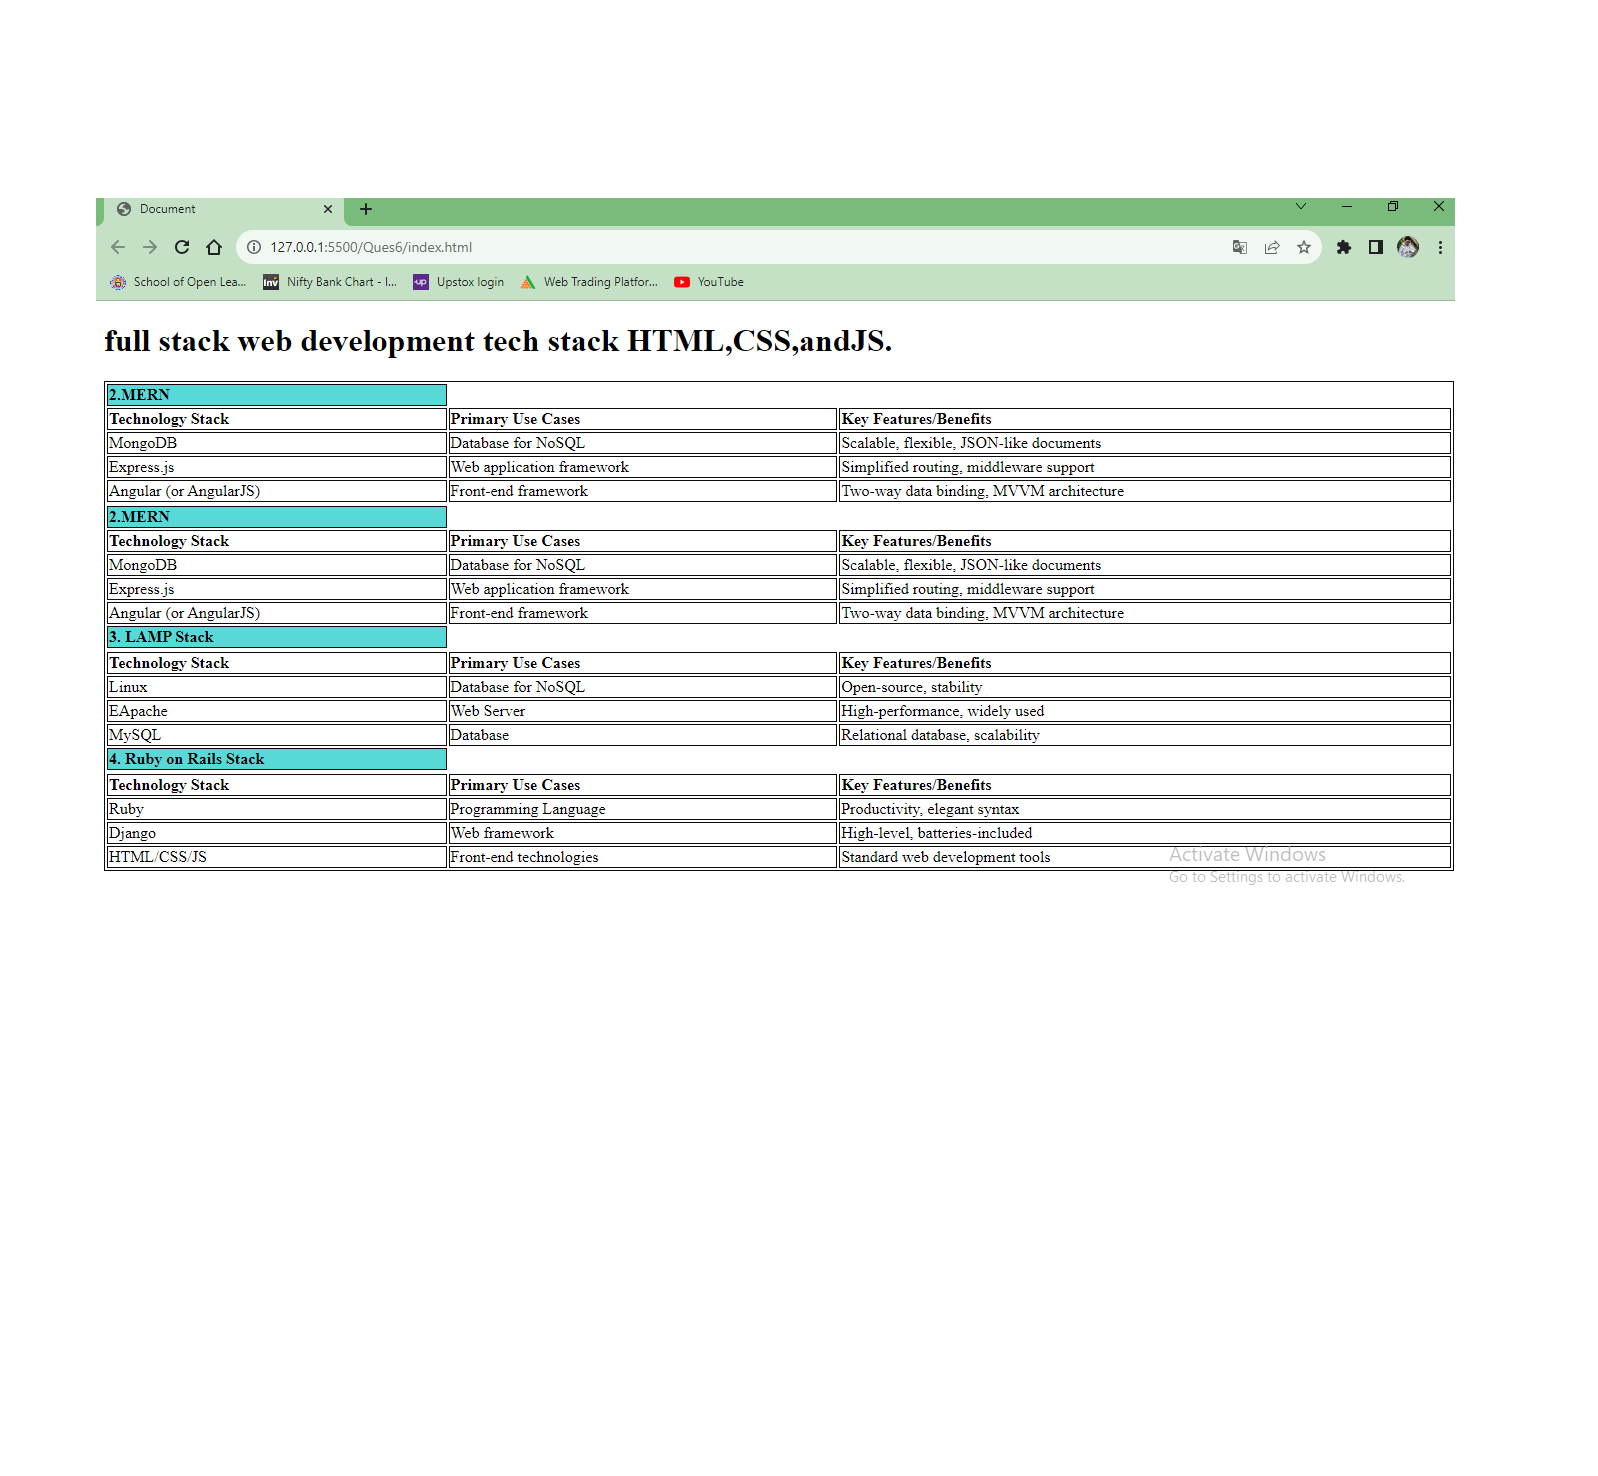 Document
127.0.0.1:5500/Ques6/index.html
School of Open Lea... inv Nifty Bank Chart - I... up Upstox login Web Trading Platfor... YouTube
full stack web development tech stack HTML,CSS,andJS.
2.MERN
Technology Stack Primary Use Cases Key Features/Benefits
MongoDB Database for NoSQL Scalable, flexible, JSON-like documents
Express.js Web application framework Simplified routing, middleware support
Angular (or AngularJS) Front-end framework Two-way data binding, MVVM architecture
2.MERN
Technology Stack Primary Use Cases Key Features/Benefits
MongoDB Database for NoSQL Scalable, flexible, JSON-like documents
Express.js Web application framework Simplified routing, middleware support
Angular (or AngularJS) Front-end framework Two-way data binding, MVVM architecture
3. LAMP Stack
Technology Stack Primary Use Cases Key Features/Benefits
Linux Database for NoSQL Open-source, stability
EApache Web Server High-performance, widely used
MySQL Database Relational database, scalability
4. Ruby on Rails Stack
Technology Stack Primary Use Cases Key Features/Benefits
Ruby Programming Language Productivity, elegant syntax
Django Web framework High-level, batteries-included
HTML/CSS/JS Front-end technologies Standard web development tools
Activate Windows
Go to Settings to activate Windows.